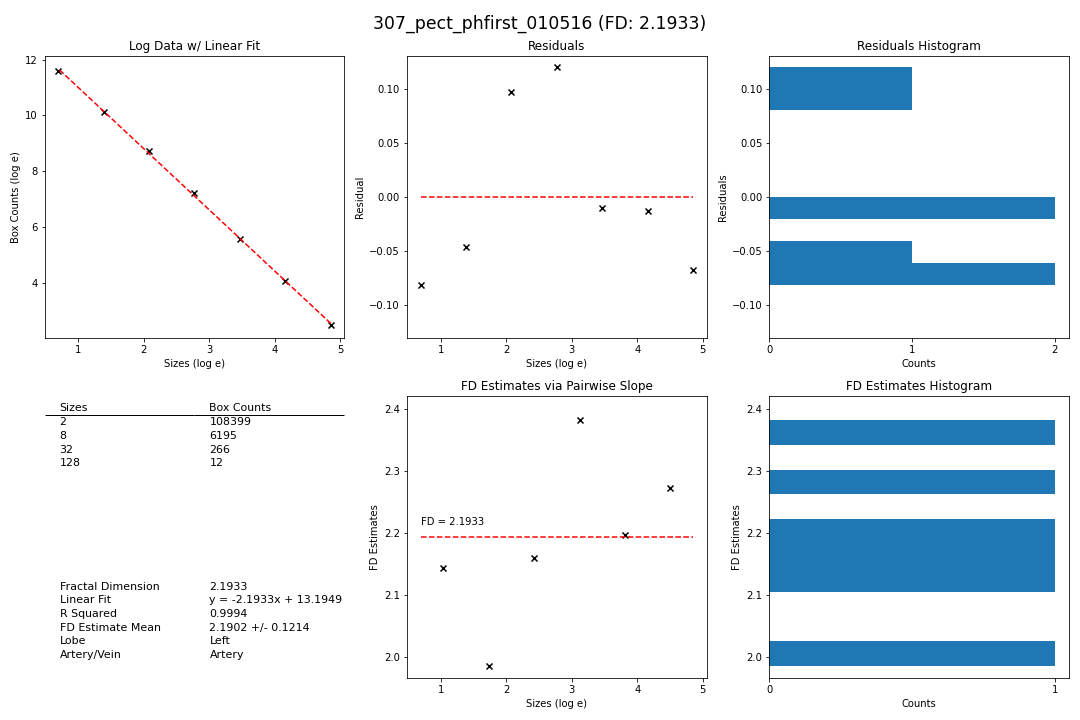 307_pect_phfirst_010516 (FD: 2.1933)
Log Data w/ Linear Fit
12
10
8
6
4
Box Counts (log e)
1 2 3 4 5
Sizes (log e)
Residuals
0.10
0.05
0.00
−0.05
−0.10
Residual
1 2 3 4 5
Sizes (log e)
Residuals Histogram
0.10
0.05
0.00
−0.05
−0.10
Residuals
0 1 2
Counts
Sizes Box Counts
2 108399
8 6195
32 266
128 12
Fractal Dimension 2.1933
Linear Fit y = -2.1933x + 13.1949
R Squared 0.9994
FD Estimate Mean 2.1902 +/- 0.1214
Lobe Left
Artery/Vein Artery
FD Estimates via Pairwise Slope
2.4
2.3
2.2
2.1
2.0
FD Estimates
FD = 2.1933
1 2 3 4 5
Sizes (log e)
FD Estimates Histogram
2.4
2.3
2.2
2.1
2.0
FD Estimates
0 1
Counts